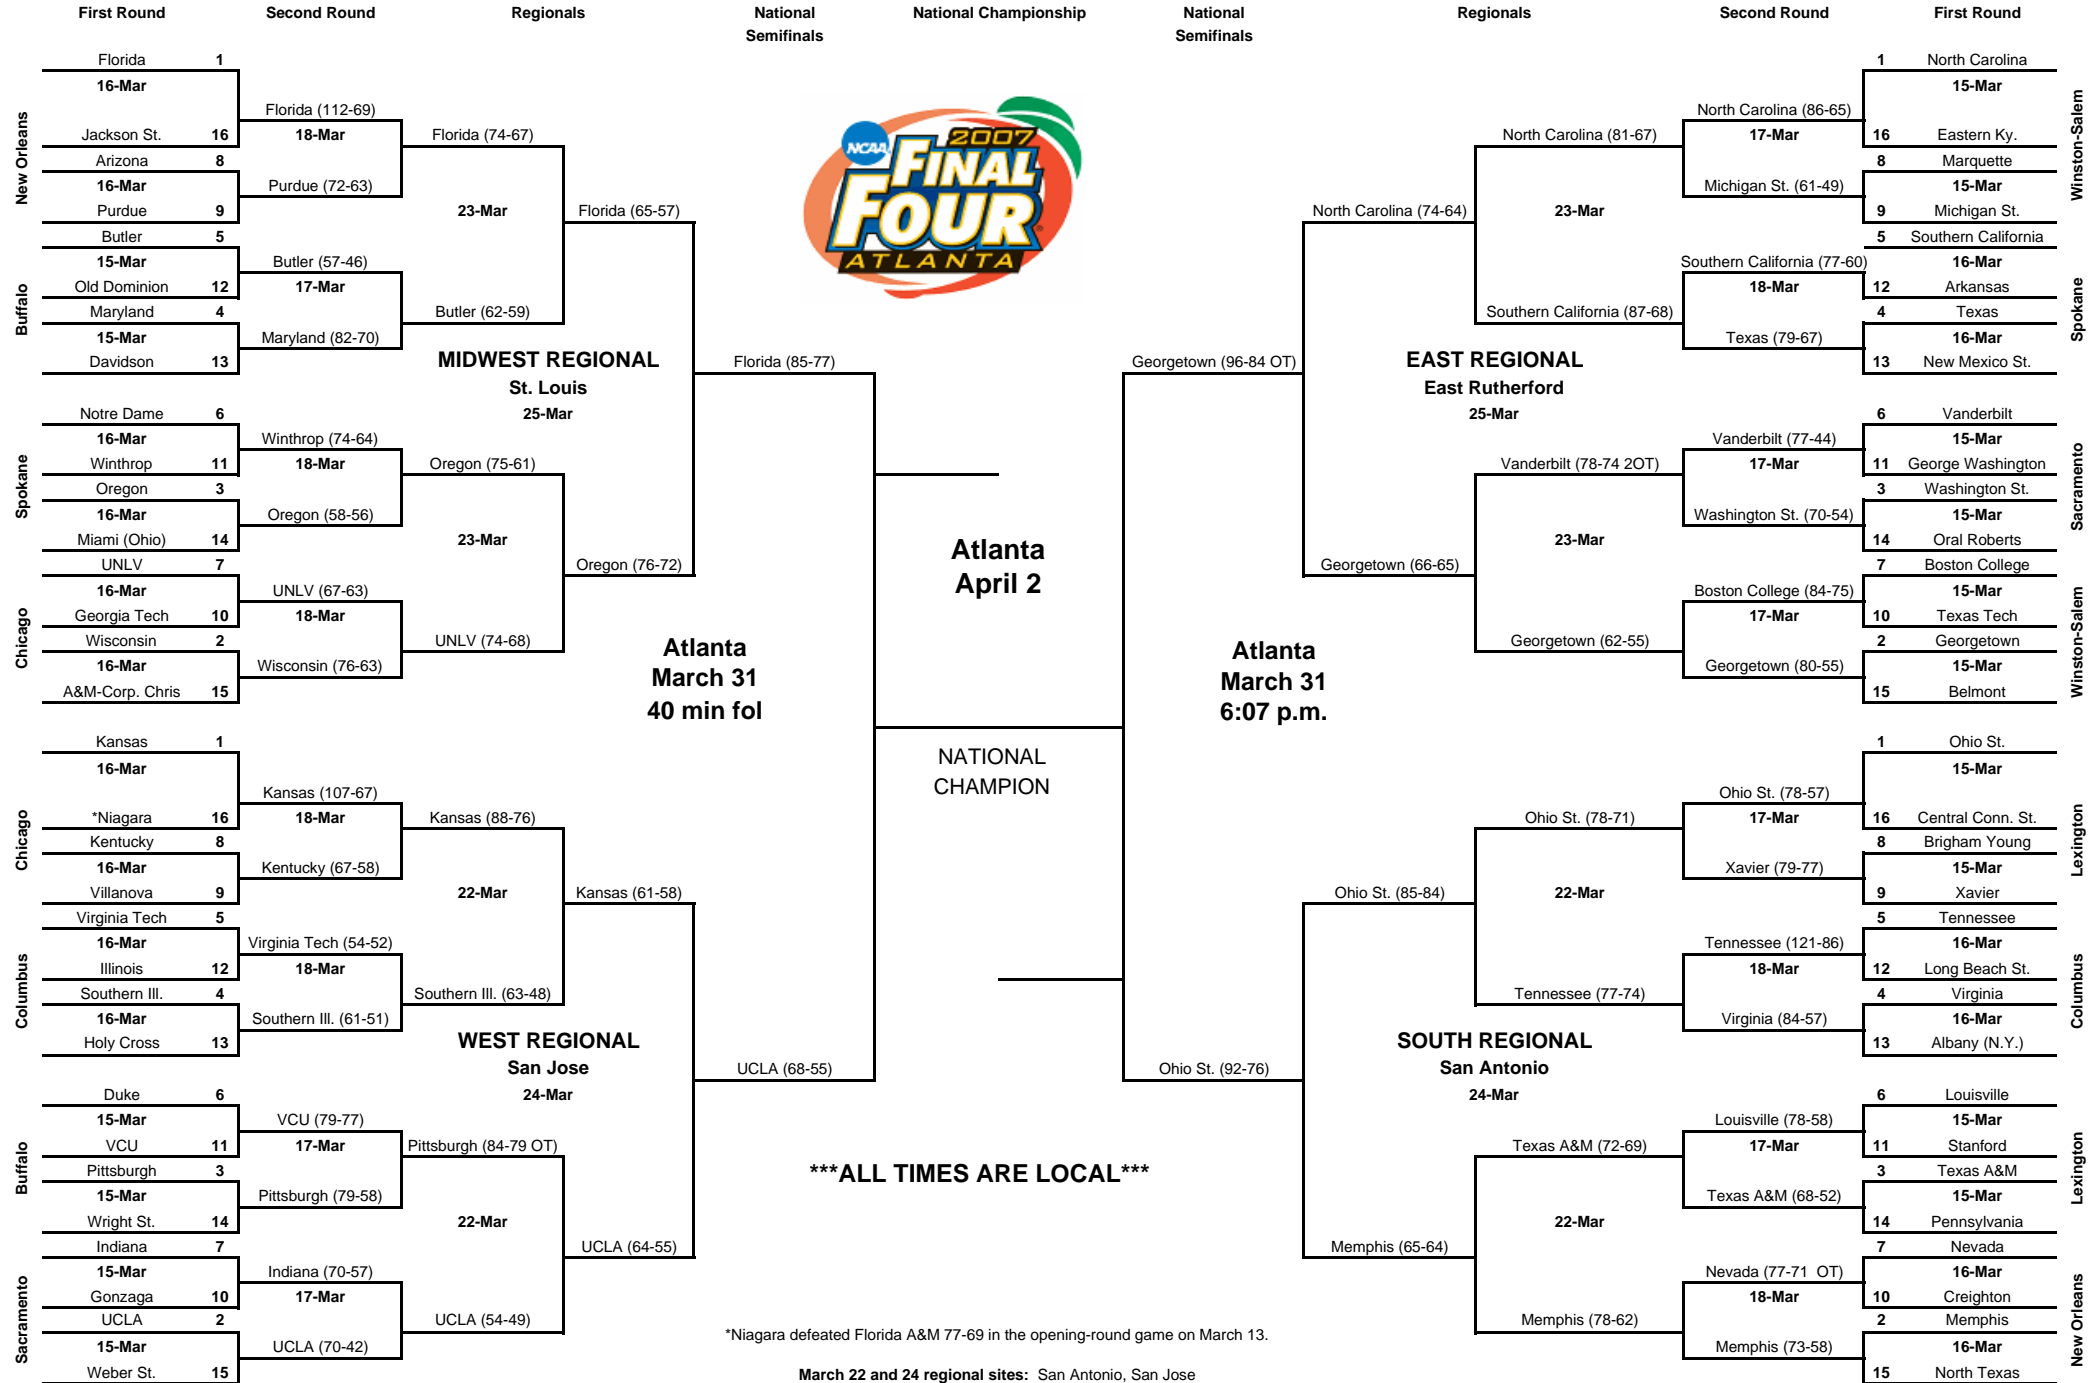 First Round Second Round Regionals National Semifinals National Championship National Semifinals Regionals Second Round First Round
New Orleans
Florida 1
16-Mar
Jackson St. 16
Arizona 8
16-Mar
Purdue 9
Buffalo
Butler 5
15-Mar
Old Dominion 12
Maryland 4
15-Mar
Davidson 13
Spokane
Notre Dame 6
16-Mar
Winthrop 11
Oregon 3
16-Mar
Miami (Ohio) 14
Chicago
UNLV 7
16-Mar
Georgia Tech 10
Wisconsin 2
16-Mar
A&M-Corp. Chris 15
Chicago
Kansas 1
16-Mar
*Niagara 16
Kentucky 8
16-Mar
Villanova 9
Columbus
Virginia Tech 5
16-Mar
Illinois 12
Southern Ill. 4
16-Mar
Holy Cross 13
Buffalo
Duke 6
15-Mar
VCU 11
Pittsburgh 3
15-Mar
Wright St. 14
Sacramento
Indiana 7
15-Mar
Gonzaga 10
UCLA 2
15-Mar
Weber St. 15
Florida (112-69)
18-Mar
Purdue (72-63)
Butler (57-46)
17-Mar
Maryland (82-70)
Winthrop (74-64)
18-Mar
Oregon (58-56)
UNLV (67-63)
18-Mar
Wisconsin (76-63)
Kansas (107-67)
18-Mar
Kentucky (67-58)
Virginia Tech (54-52)
18-Mar
Southern Ill. (61-51)
VCU (79-77)
17-Mar
Pittsburgh (79-58)
Indiana (70-57)
17-Mar
UCLA (70-42)
Florida (74-67)
23-Mar
Butler (62-59)
MIDWEST REGIONAL
St. Louis
25-Mar
Oregon (75-61)
23-Mar
UNLV (74-68)
Kansas (88-76)
22-Mar
Southern Ill. (63-48)
WEST REGIONAL
San Jose
24-Mar
Pittsburgh (84-79 OT)
22-Mar
UCLA (54-49)
Florida (65-57)
Oregon (76-72)
Kansas (61-58)
UCLA (64-55)
Florida (85-77)
Atlanta
March 31
40 min fol
UCLA (68-55)
NCAA
2007
FINAL
FOUR
ATLANTA
Atlanta
April 2
NATIONAL
CHAMPION
***ALL TIMES ARE LOCAL***
*Niagara defeated Florida A&M 77-69 in the opening-round game on March 13.
March 22 and 24 regional sites: San Antonio, San Jose
Georgetown (96-84 OT)
Atlanta
March 31
6:07 p.m.
Ohio St. (92-76)
North Carolina (74-64)
Georgetown (66-65)
Ohio St. (85-84)
Memphis (65-64)
North Carolina (81-67)
23-Mar
Southern California (87-68)
EAST REGIONAL
East Rutherford
25-Mar
Vanderbilt (78-74 2OT)
23-Mar
Georgetown (62-55)
Ohio St. (78-71)
22-Mar
Tennessee (77-74)
SOUTH REGIONAL
San Antonio
24-Mar
Texas A&M (72-69)
22-Mar
Memphis (78-62)
North Carolina (86-65)
17-Mar
Michigan St. (61-49)
Southern California (77-60)
18-Mar
Texas (79-67)
Vanderbilt (77-44)
17-Mar
Washington St. (70-54)
Boston College (84-75)
17-Mar
Georgetown (80-55)
Ohio St. (78-57)
17-Mar
Xavier (79-77)
Tennessee (121-86)
18-Mar
Virginia (84-57)
Louisville (78-58)
17-Mar
Texas A&M (68-52)
Nevada (77-71 OT)
18-Mar
Memphis (73-58)
1 North Carolina
15-Mar
16 Eastern Ky.
8 Marquette
15-Mar
9 Michigan St.
Winston-Salem
5 Southern California
16-Mar
12 Arkansas
4 Texas
16-Mar
13 New Mexico St.
Spokane
6 Vanderbilt
15-Mar
11 George Washington
3 Washington St.
15-Mar
14 Oral Roberts
Sacramento
7 Boston College
15-Mar
10 Texas Tech
2 Georgetown
15-Mar
15 Belmont
Winston-Salem
1 Ohio St.
15-Mar
16 Central Conn. St.
8 Brigham Young
15-Mar
9 Xavier
Lexington
5 Tennessee
16-Mar
12 Long Beach St.
4 Virginia
16-Mar
13 Albany (N.Y.)
Columbus
6 Louisville
15-Mar
11 Stanford
3 Texas A&M
15-Mar
14 Pennsylvania
Lexington
7 Nevada
16-Mar
10 Creighton
2 Memphis
16-Mar
15 North Texas
New Orleans